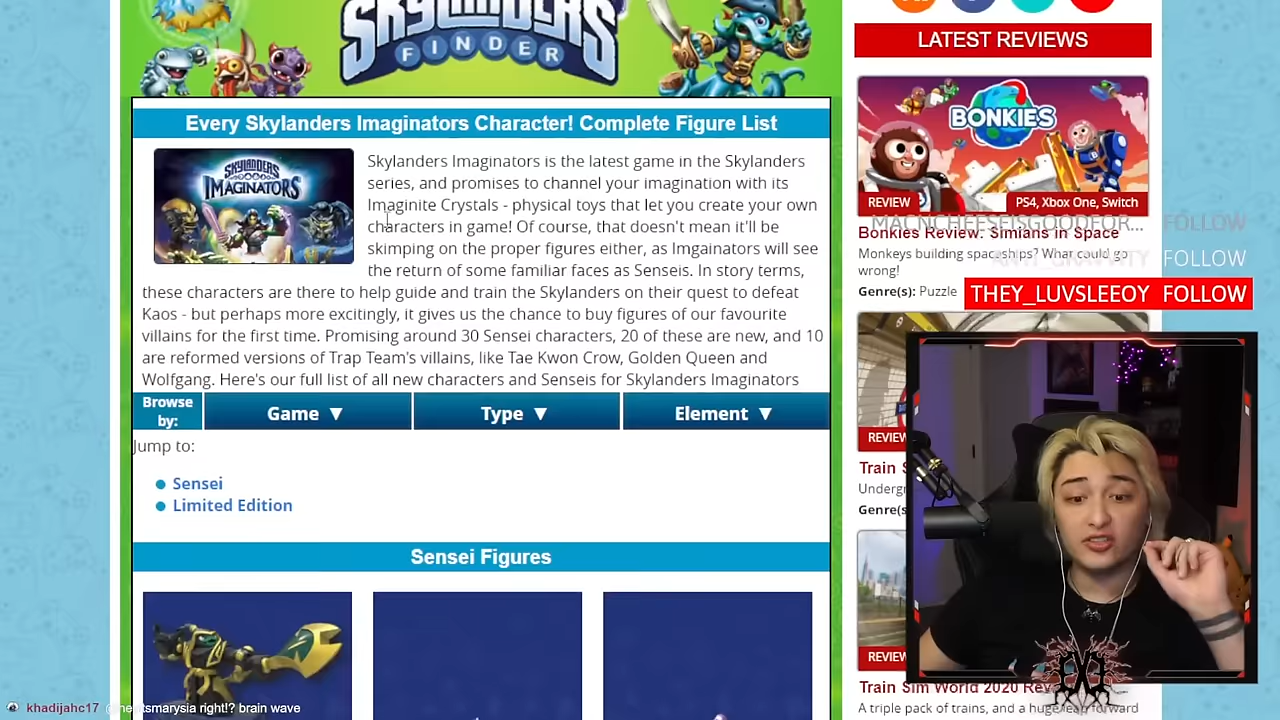 SKYLANDERS
FINDER
Every Skylanders Imaginators Character! Complete Figure List
SKYLANDERS
IMAGINATORS
Skylanders Imaginators is the latest game in the Skylanders
series, and promises to channel your imagination with its
Imaginite Crystals - physical toys that let you create your own
characters in game! Of course, that doesn't mean it'll be
skimping on the proper figures either, as Imgainators will see
the return of some familiar faces as Senseis. In story terms,
these characters are there to help guide and train the Skylanders on their quest to defeat
Kaos - but perhaps more excitingly, it gives us the chance to buy figures of our favourite
villains for the first time. Promising around 30 Sensei characters, 20 of these are new, and 10
are reformed versions of Trap Team's villains, like Tae Kwon Crow, Golden Queen and
Wolfgang. Here's our full list of all new characters and Senseis for Skylanders Imaginators
Browse by:
Game ▼
Type ▼
Element ▼
Jump to:
Sensei
Limited Edition
Sensei Figures
LATEST REVIEWS
BONKIES
REVIEW
PS4, Xbox One, Switch
MACNCHEESEISGOODFOR... FOLLOW
Bonkies Review: Simians in Space
Monkeys building spaceships? What could go
wrong!
FOLLOW
Genre(s): Puzzle
THEY_LUVSLEEOY FOLLOW
REVIEW
Train
Genre(s)
REVIEW
Train Sim World 2020 Rev
A triple pack of trains, and a huge leap forward
khadijahc17 right!? brain wave